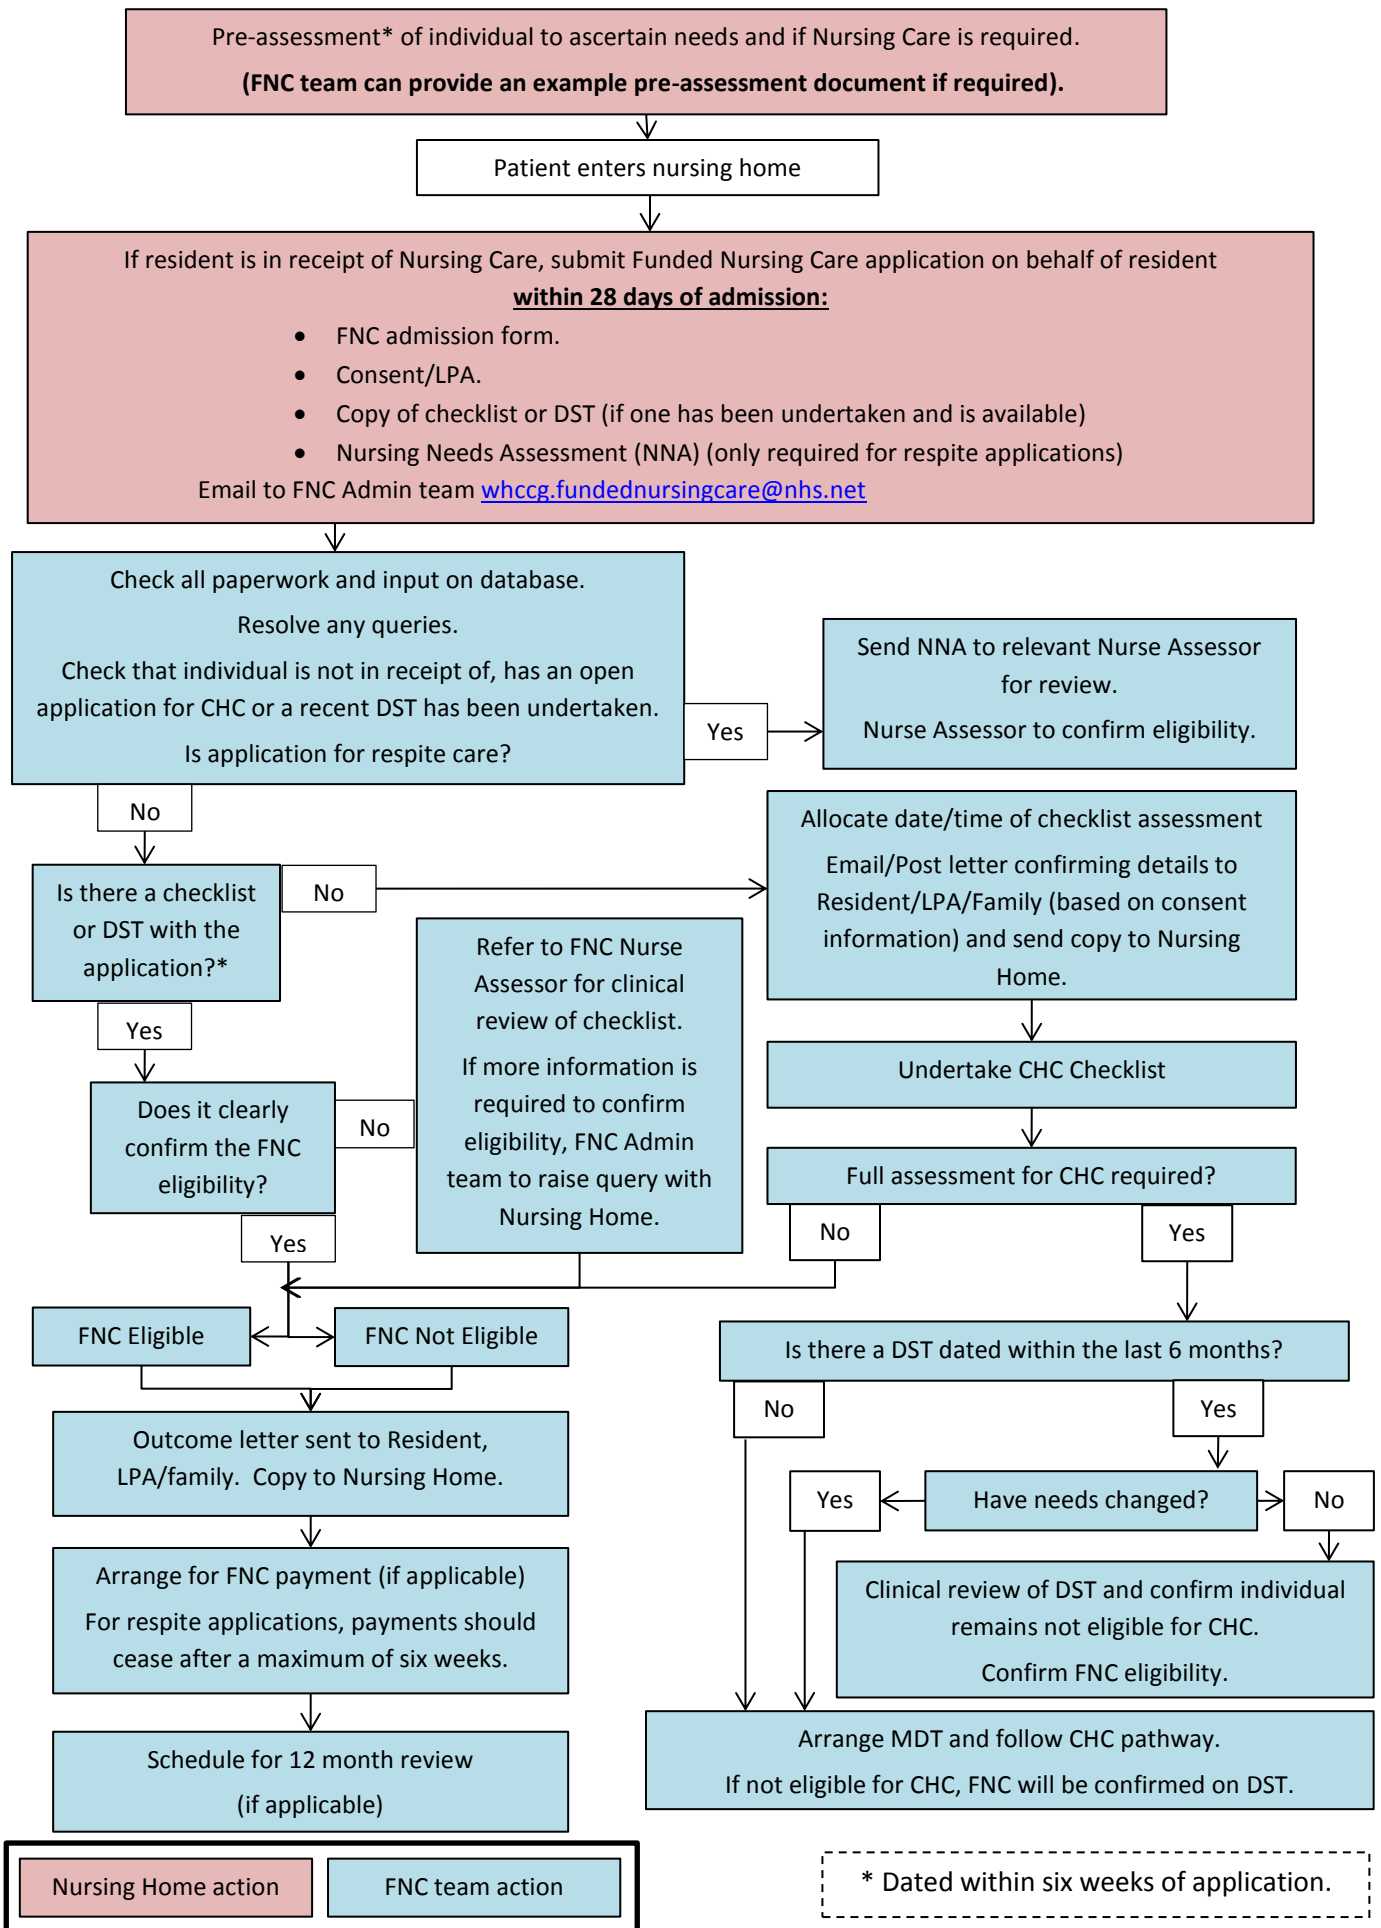 Pre-assessment* of individual to ascertain needs and if Nursing Care is required.
(FNC team can provide an example pre-assessment document if required).
Patient enters nursing home
If resident is in receipt of Nursing Care, submit Funded Nursing Care application on behalf of resident
within 28 days of admission:
• FNC admission form.
• Consent/LPA.
• Copy of checklist or DST (if one has been undertaken and is available)
• Nursing Needs Assessment (NNA) (only required for respite applications)
Email to FNC Admin team whccg.fundednursingcare@nhs.net
Check all paperwork and input on database.
Resolve any queries.
Check that individual is not in receipt of, has an open
application for CHC or a recent DST has been undertaken.
Is application for respite care?
Yes
Send NNA to relevant Nurse Assessor
for review.
Nurse Assessor to confirm eligibility.
No
Is there a checklist
or DST with the
application?*
No
Allocate date/time of checklist assessment
Email/Post letter confirming details to
Resident/LPA/Family (based on consent
information) and send copy to Nursing
Home.
Yes
Does it clearly
confirm the FNC
eligibility?
No
Refer to FNC Nurse
Assessor for clinical
review of checklist.
If more information is
required to confirm
eligibility, FNC Admin
team to raise query with
Nursing Home.
Undertake CHC Checklist
Full assessment for CHC required?
Yes
No
Yes
FNC Eligible
FNC Not Eligible
Is there a DST dated within the last 6 months?
No
Yes
Outcome letter sent to Resident,
LPA/family. Copy to Nursing Home.
Yes
Have needs changed?
No
Arrange for FNC payment (if applicable)
For respite applications, payments should
cease after a maximum of six weeks.
Clinical review of DST and confirm individual
remains not eligible for CHC.
Confirm FNC eligibility.
Schedule for 12 month review
(if applicable)
Arrange MDT and follow CHC pathway.
If not eligible for CHC, FNC will be confirmed on DST.
Nursing Home action
FNC team action
* Dated within six weeks of application.